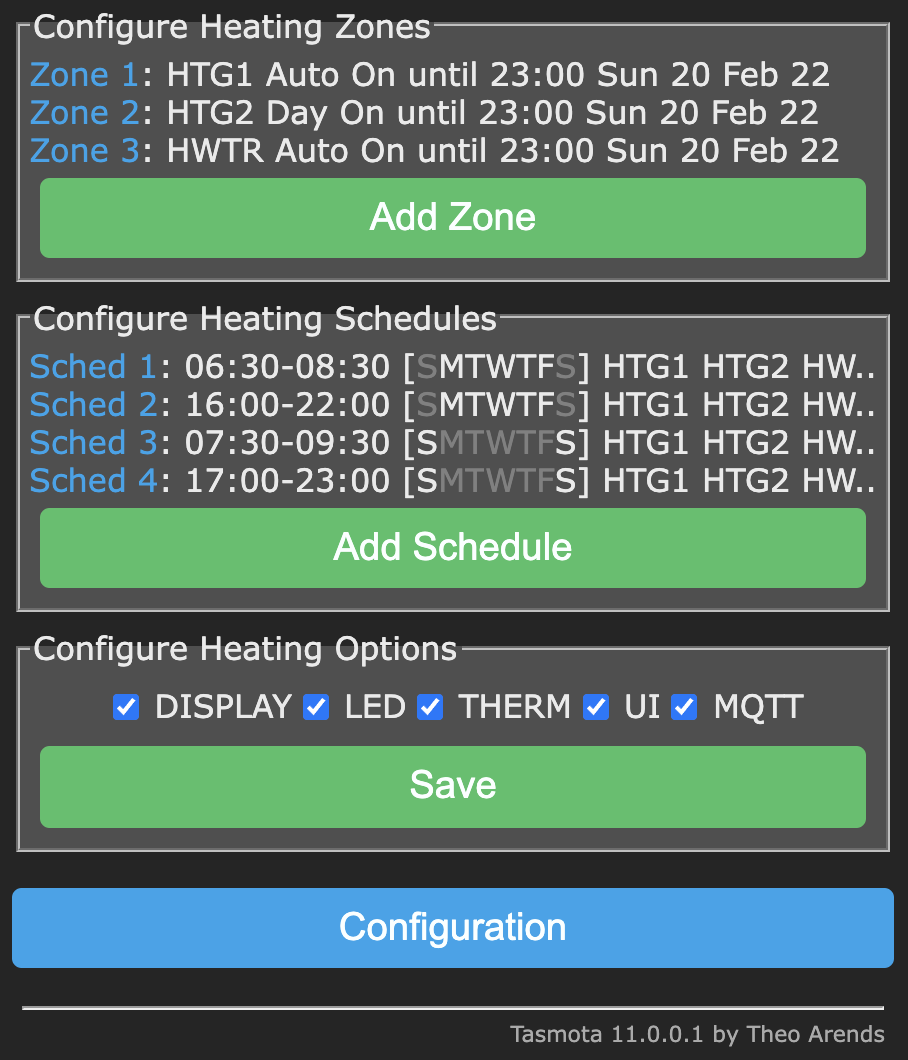 Configure Heating Zones
Zone 1: HTG1 Auto On until 23:00 Sun 20 Feb 22
Zone 2: HTG2 Day On until 23:00 Sun 20 Feb 22
Zone 3: HWTR Auto On until 23:00 Sun 20 Feb 22
Add Zone
Configure Heating Schedules
Sched 1: 06:30-08:30 [SMTWTFS] HTG1 HTG2 HW..
Sched 2: 16:00-22:00 [SMTWTFS] HTG1 HTG2 HW..
Sched 3: 07:30-09:30 [SMTWTFS] HTG1 HTG2 HW..
Sched 4: 17:00-23:00 [SMTWTFS] HTG1 HTG2 HW..
Add Schedule
Configure Heating Options
DISPLAY LED THERM UI MQTT
Save
Configuration
Tasmota 11.0.0.1 by Theo Arends